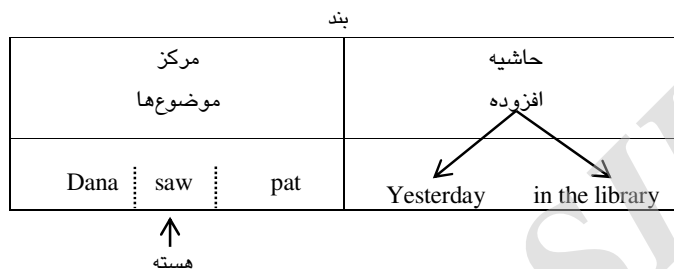 بند
مرکز
حاشیه
موضوع‌ها
افزوده
Dana saw pat
Yesterday in the library
هسته